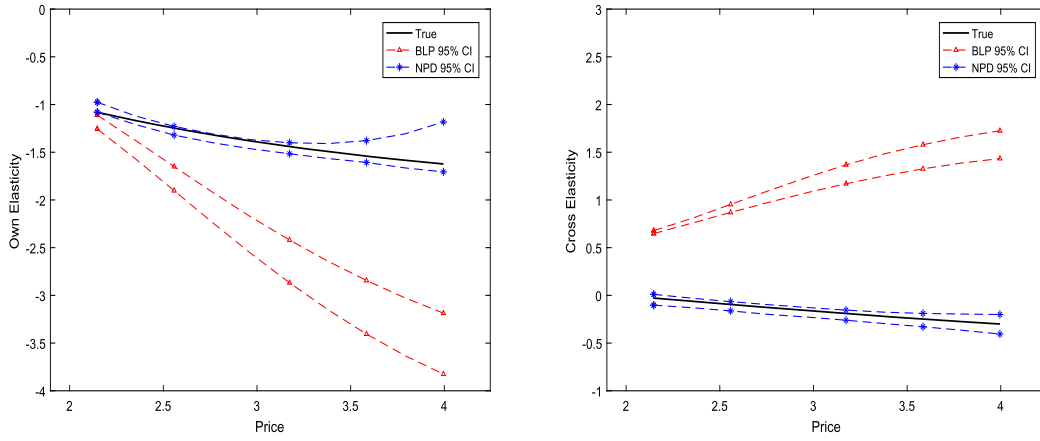 0
-0.5
-1
-1.5
-2
-2.5
-3
-3.5
-4
Own Elasticity
2
2.5
3
3.5
4
Price
True
BLP 95% CI
NPD 95% CI
3
2.5
2
1.5
1
0.5
0
-0.5
-1
Cross Elasticity
2
2.5
3
3.5
4
Price
True
BLP 95% CI
NPD 95% CI